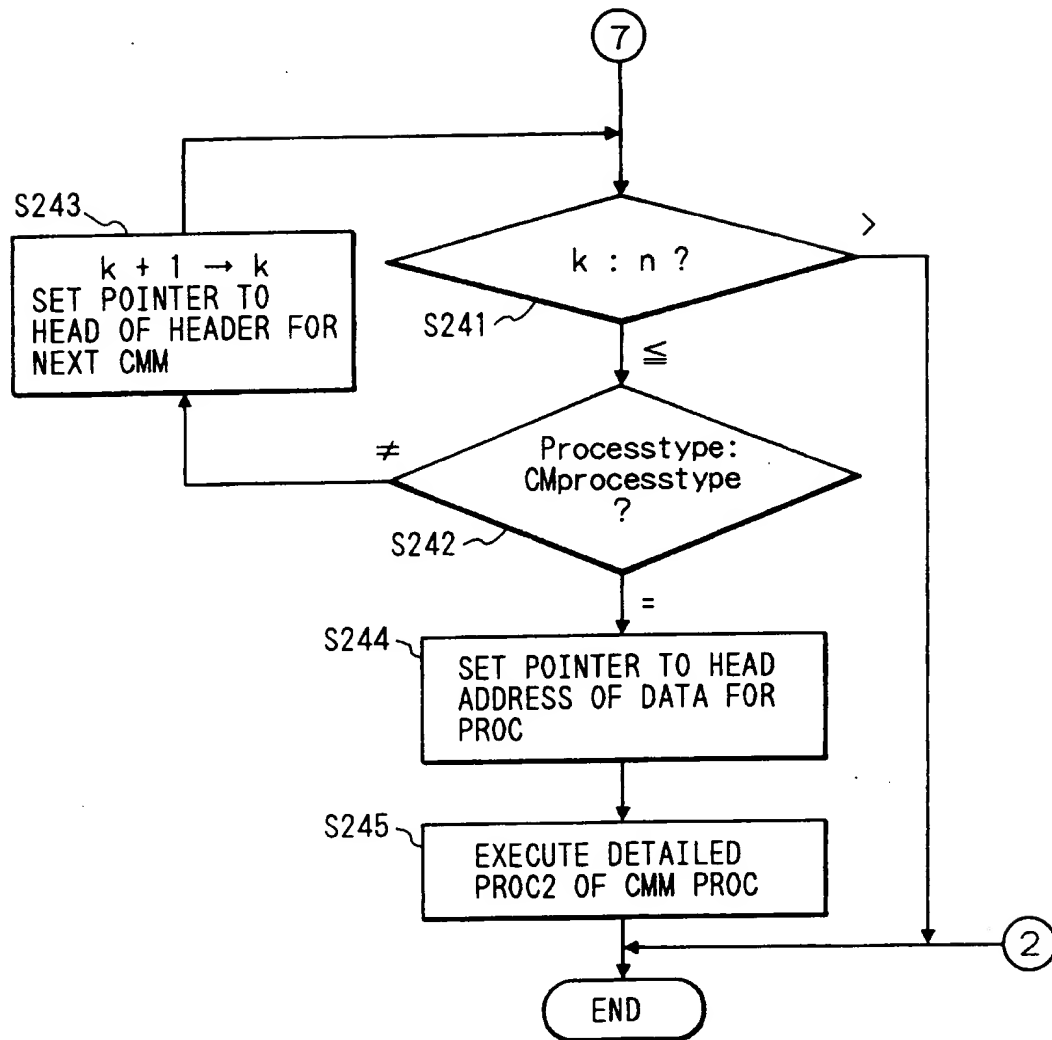 7
S243
k + 1 → k
SET POINTER TO
HEAD OF HEADER FOR
NEXT CMM
k : n ?
>
S241
≦
Processtype:
CMprocesstype
?
≠
S242
=
S244
SET POINTER TO HEAD
ADDRESS OF DATA FOR
PROC
S245
EXECUTE DETAILED
PROC2 OF CMM PROC
2
END